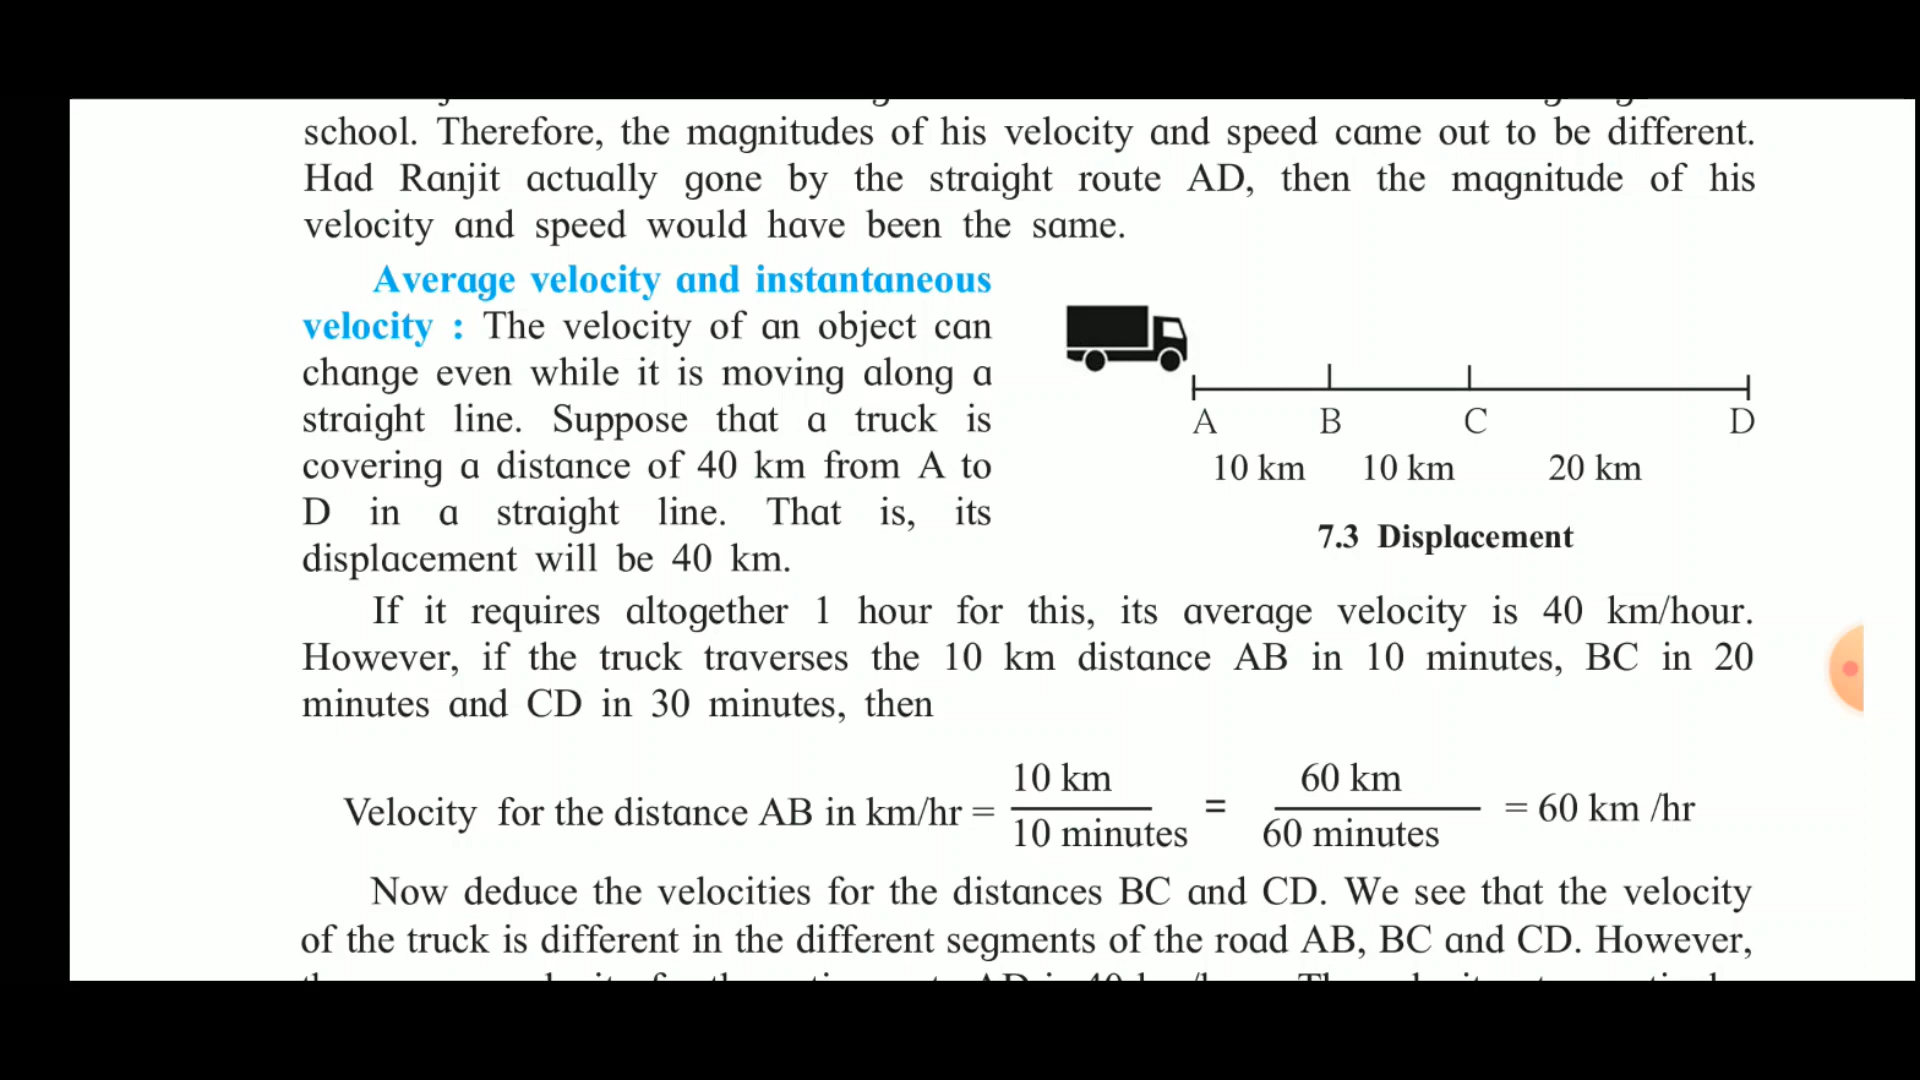 school. Therefore, the magnitudes of his velocity and speed came out to be different.
Had Ranjit actually gone by the straight route AD, then the magnitude of his
velocity and speed would have been the same.
Average velocity and instantaneous
velocity : The velocity of an object can
change even while it is moving along a
straight line. Suppose that a truck is
covering a distance of 40 km from A to
D in a straight line. That is, its
displacement will be 40 km.
A B C D
10 km 10 km 20 km
7.3 Displacement
If it requires altogether 1 hour for this, its average velocity is 40 km/hour.
However, if the truck traverses the 10 km distance AB in 10 minutes, BC in 20
minutes and CD in 30 minutes, then
10 km 60 km
Velocity for the distance AB in km/hr = = = 60 km /hr
10 minutes 60 minutes
Now deduce the velocities for the distances BC and CD. We see that the velocity
of the truck is different in the different segments of the road AB, BC and CD. However,